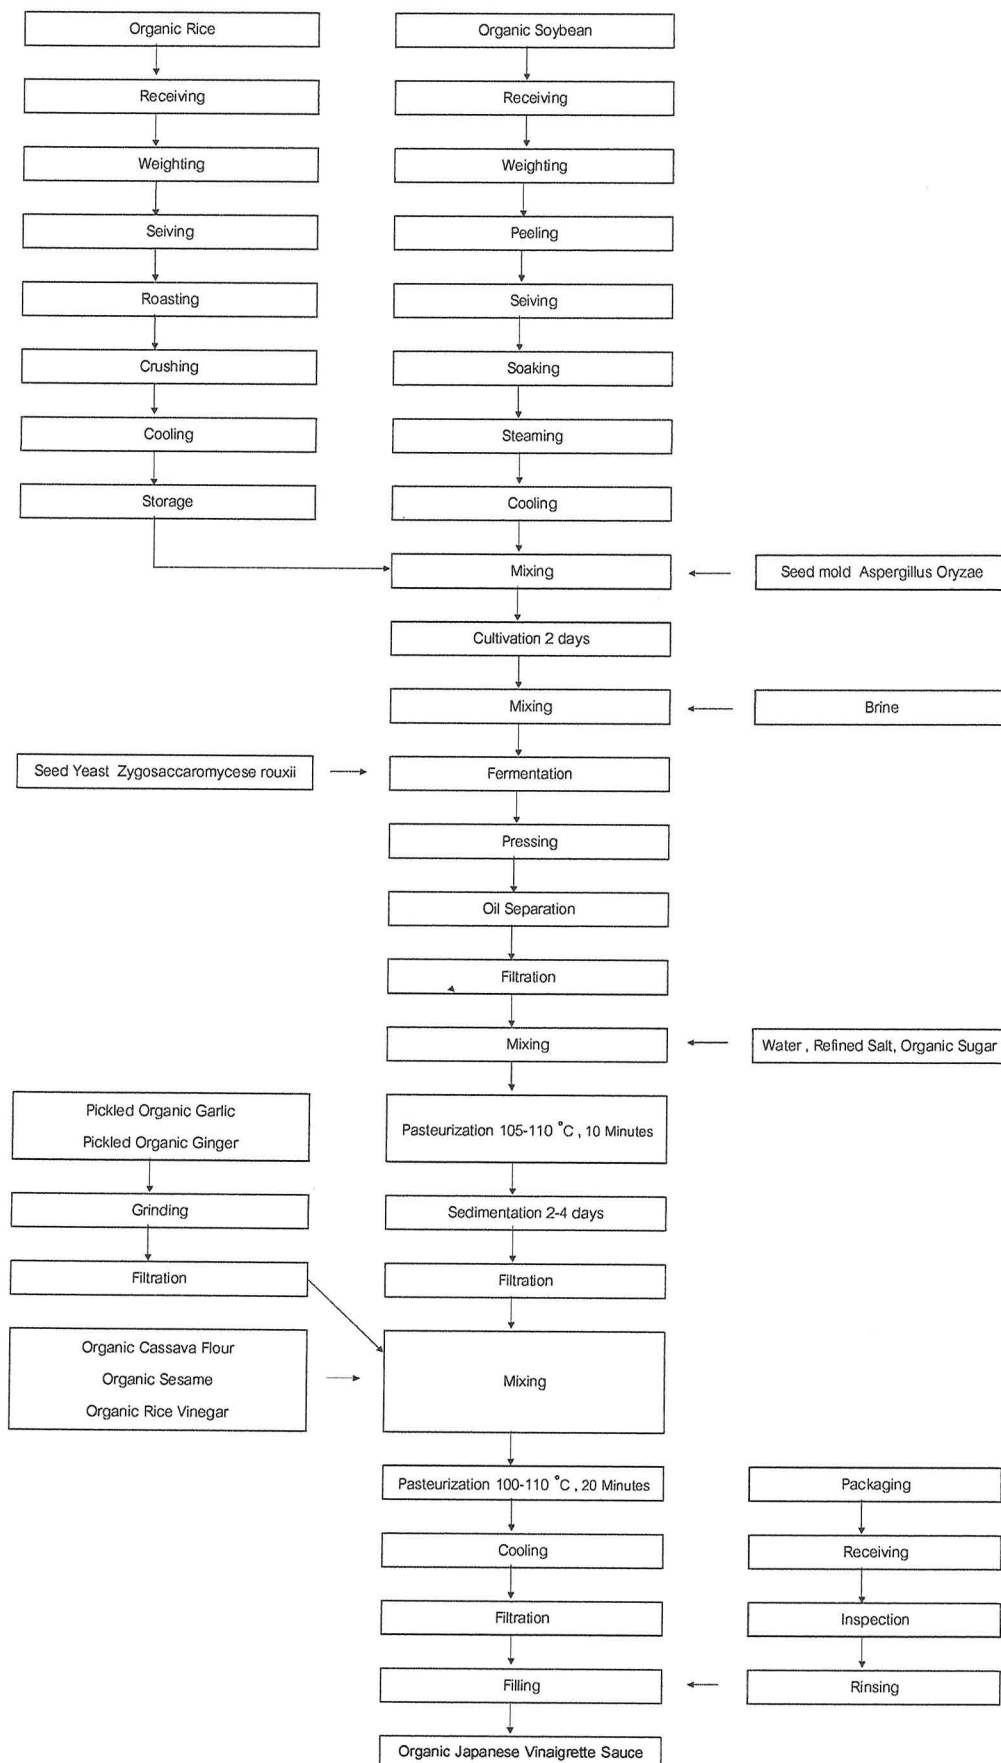 Organic Rice
Receiving
Weighting
Seiving
Roasting
Crushing
Cooling
Storage
Organic Soybean
Receiving
Weighting
Peeling
Seiving
Soaking
Steaming
Cooling
Mixing
Seed mold Aspergillus Oryzae
Cultivation 2 days
Mixing
Brine
Seed Yeast Zygosaccaromycese rouxii
Fermentation
Pressing
Oil Separation
Filtration
Mixing
Water , Refined Salt, Organic Sugar
Pickled Organic Garlic
Pickled Organic Ginger
Grinding
Filtration
Pasteurization 105-110 °C , 10 Minutes
Sedimentation 2-4 days
Filtration
Organic Cassava Flour
Organic Sesame
Organic Rice Vinegar
Mixing
Pasteurization 100-110 °C , 20 Minutes
Cooling
Filtration
Packaging
Receiving
Inspection
Rinsing
Filling
Organic Japanese Vinaigrette Sauce